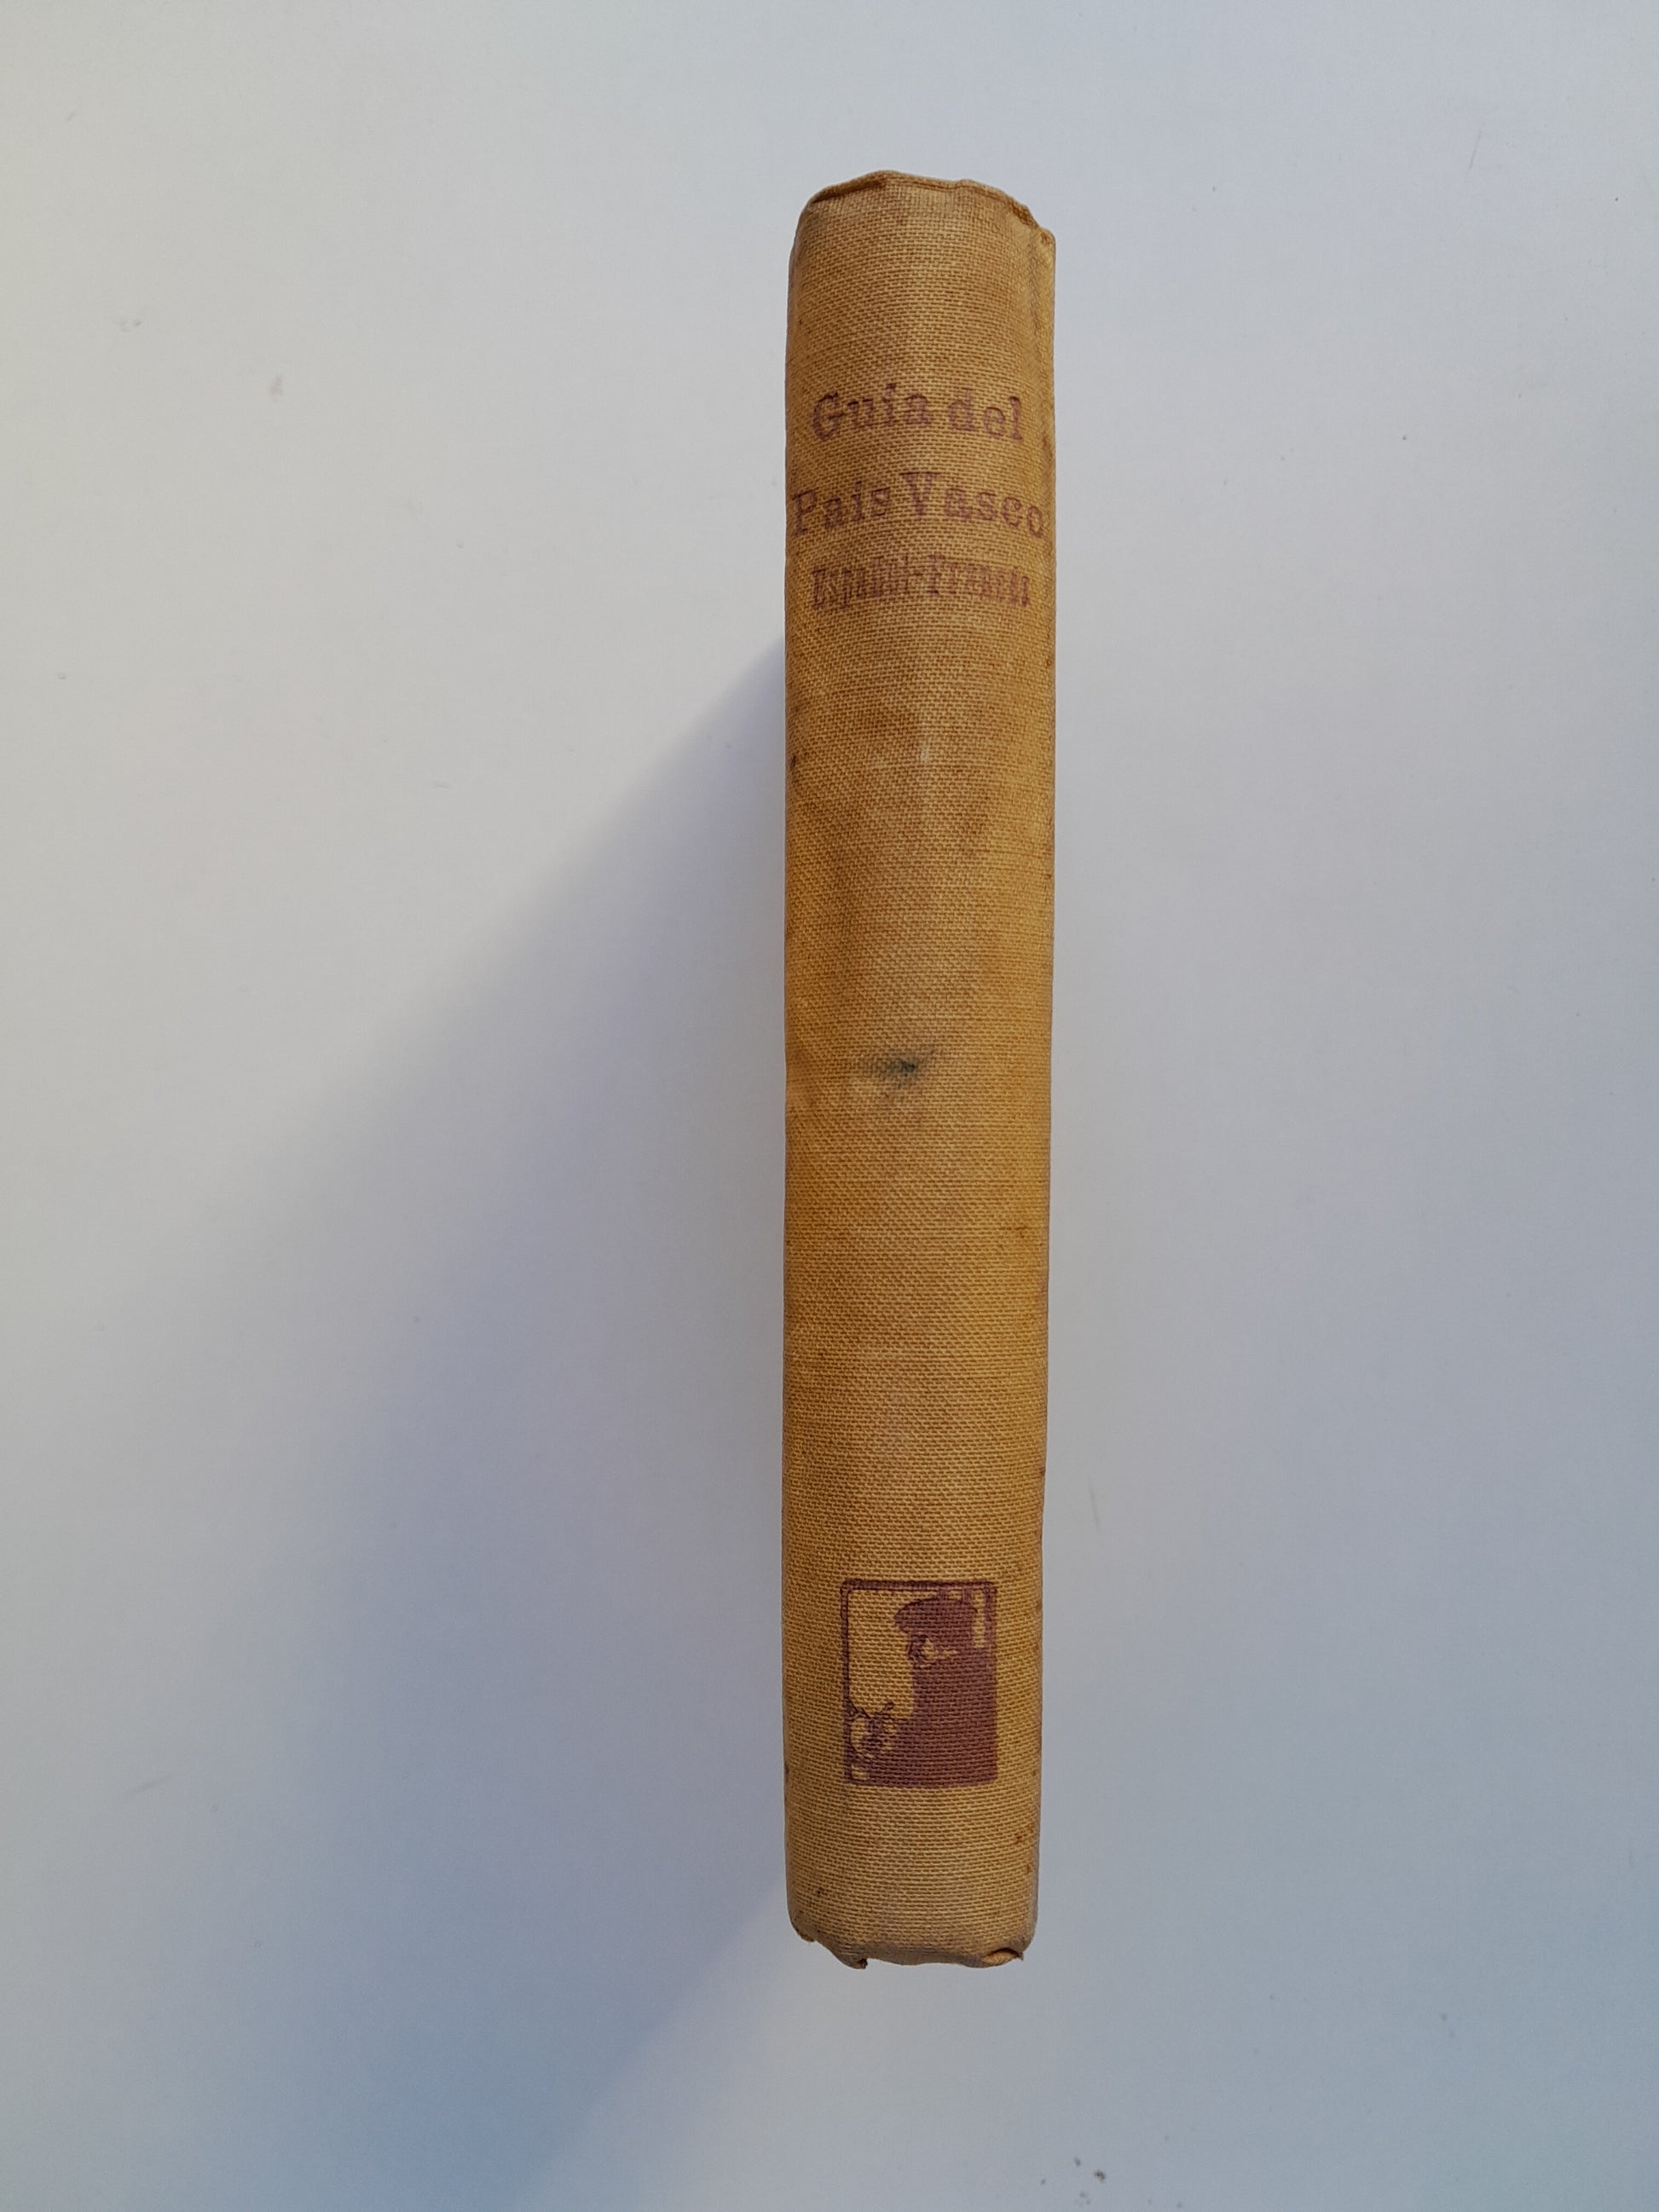 Guía del
País Vasco
Español-Francés